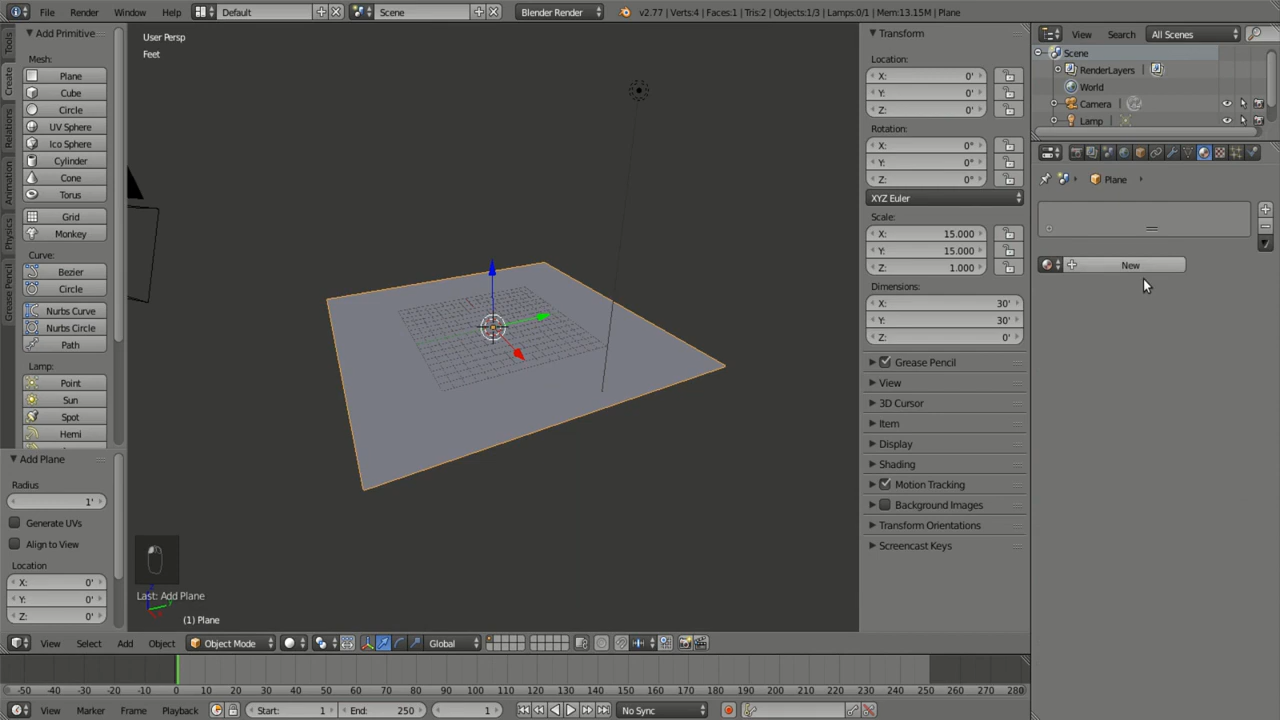 File Render Window Help Default Scene Blender Render v2.77 | Verts:4 | Faces:1 | Tris:2 | Objects:1/3 | Lamps:0/1 | Mem:13.15M | Plane
Tools
Create
Relations
Animation
Physics
Grease Pencil
Add Primitive
Mesh:
Plane
Cube
Circle
UV Sphere
Ico Sphere
Cylinder
Cone
Torus
Grid
Monkey
Curve:
Bezier
Circle
Nurbs Curve
Nurbs Circle
Path
Lamp:
Point
Sun
Spot
Hemi
Add Plane
Radius
1'
Generate UVs
Align to View
Location
X: 0'
Y: 0'
Z: 0'
User Persp
Feet
Last: Add Plane
(1) Plane
Transform
Location:
X: 0'
Y: 0'
Z: 0'
Rotation:
X: 0°
Y: 0°
Z: 0°
XYZ Euler
Scale:
X: 15.000
Y: 15.000
Z: 1.000
Dimensions:
X: 30'
Y: 30'
Z: 0'
Grease Pencil
View
3D Cursor
Item
Display
Shading
Motion Tracking
Background Images
Transform Orientations
Screencast Keys
View Search All Scenes
Scene
RenderLayers
World
Camera
Lamp
Plane
New
View Select Add Object Object Mode Global
-50 -40 -30 -20 -10 0 10 20 30 40 50 60 70 80 90 100 110 120 130 140 150 160 170 180 190 200 210 220 230 240 250 260 270 280
View Marker Frame Playback Start: 1 End: 250 1 No Sync